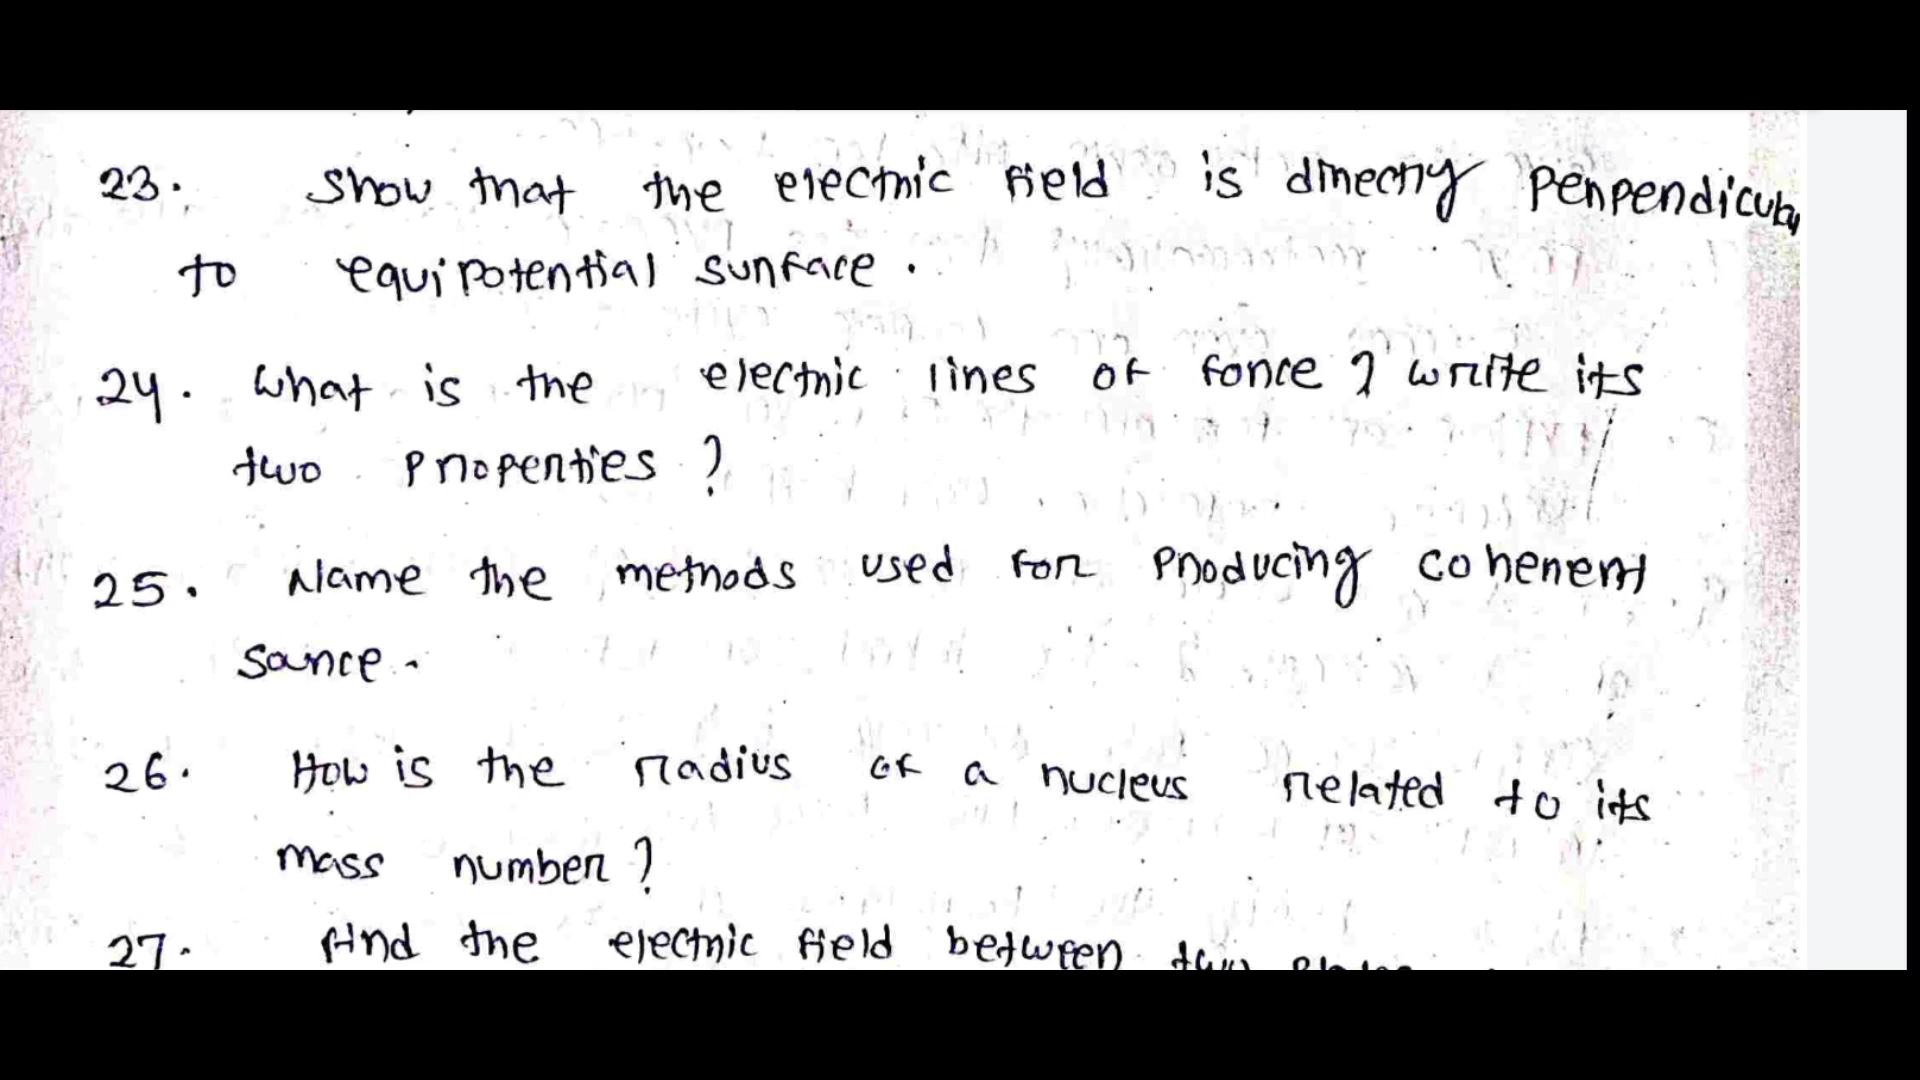 23. Show that the electric field is directly perpendicular
to equipotential surface.
24. What is the electric lines of force ? write its
two properties ?
25. Name the methods used for producing coherent
source.
26. How is the radius of a nucleus related to its
mass number ?
27. find the electric field between two